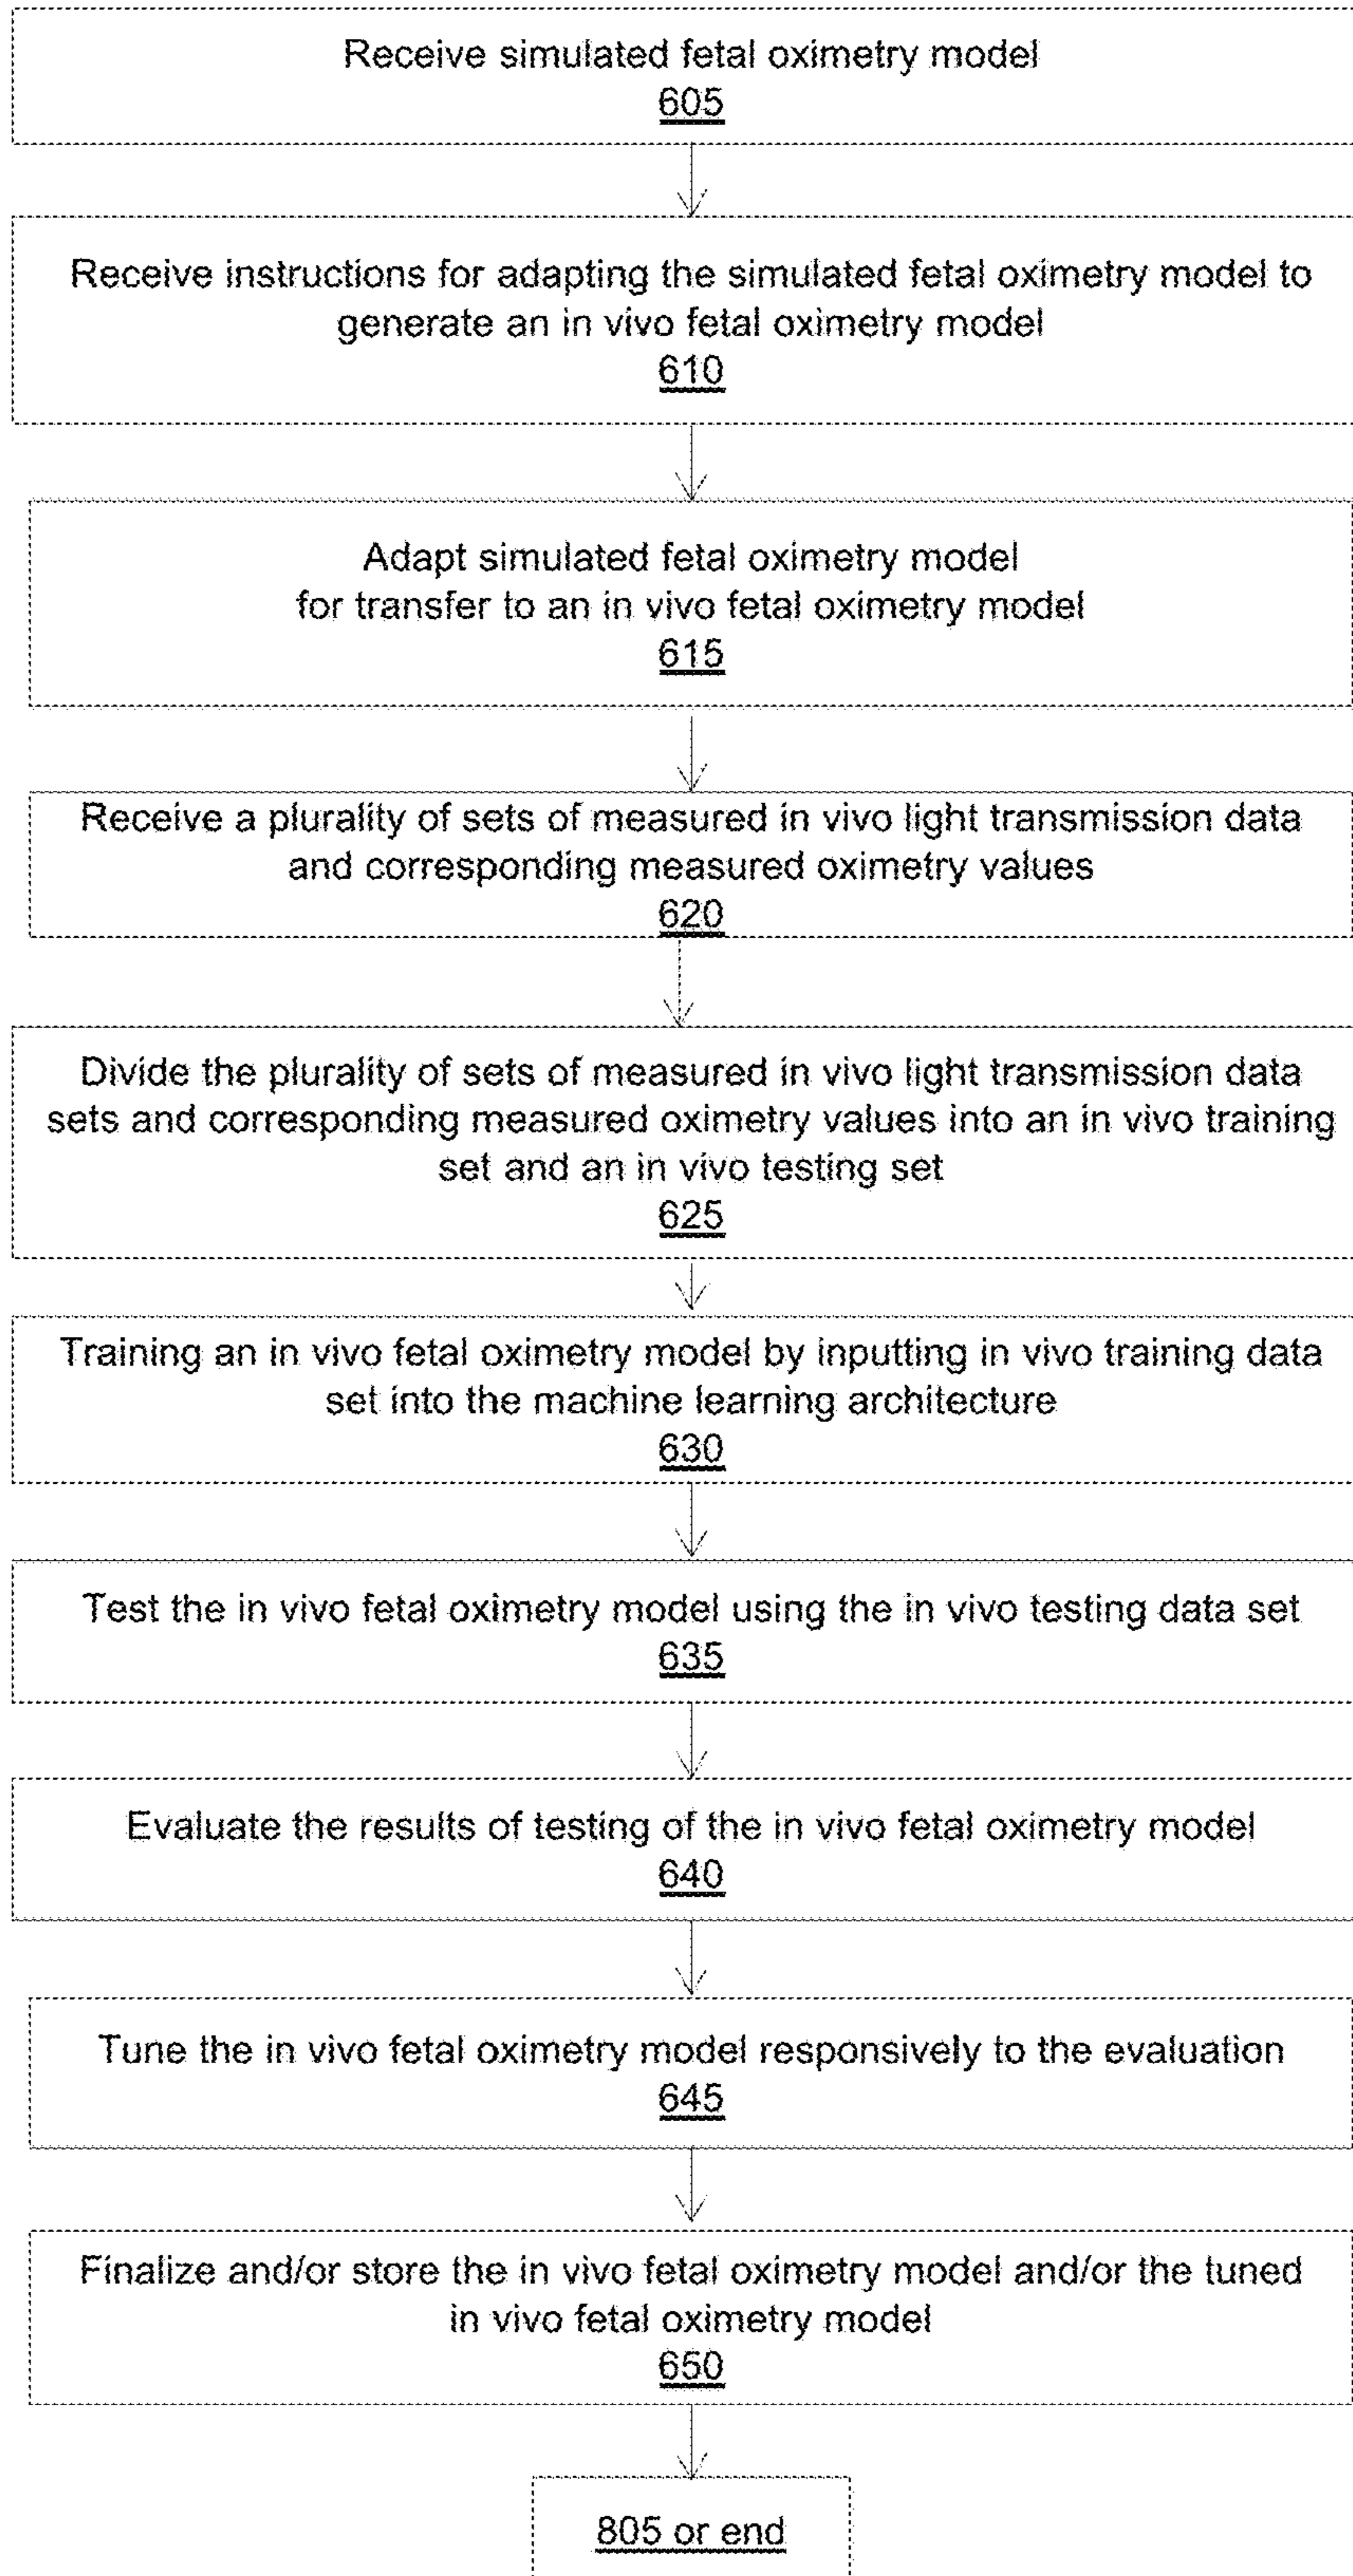 Receive simulated fetal oximetry model
605
Receive instructions for adapting the simulated fetal oximetry model to
generate an in vivo fetal oximetry model
610
Adapt simulated fetal oximetry model
for transfer to an in vivo fetal oximetry model
615
Receive a plurality of sets of measured in vivo light transmission data
and corresponding measured oximetry values
620
Divide the plurality of sets of measured in vivo light transmission data
sets and corresponding measured oximetry values into an in vivo training
set and an in vivo testing set
625
Training an in vivo fetal oximetry model by inputting in vivo training data
set into the machine learning architecture
630
Test the in vivo fetal oximetry model using the in vivo testing data set
635
Evaluate the results of testing of the in vivo fetal oximetry model
640
Tune the in vivo fetal oximetry model responsively to the evaluation
645
Finalize and/or store the in vivo fetal oximetry model and/or the tuned
in vivo fetal oximetry model
650
805 or end